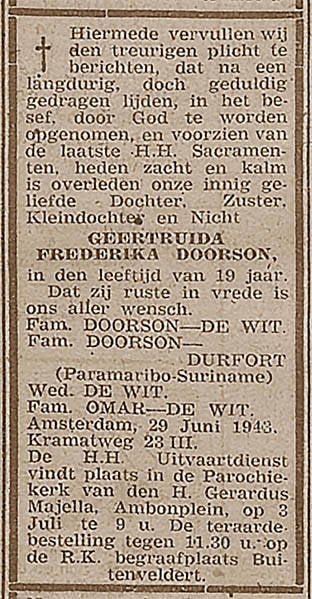 Hiermede vervullen wij
den treurigen plicht te
berichten, dat na een
langdurig, doch geduldig
gedragen lijden, in het be-
sef, door God te worden
opgenomen, en voorzien van
de laatste H.H. Sacramen-
ten, heden zacht en kalm
is overleden onze innig ge-
liefde Dochter, Zuster,
Kleindochter en Nicht
GEERTRUIDA
FREDERIKA DOORSON,
in den leeftijd van 19 jaar.
Dat zij ruste in vrede is
ons aller wensch.
Fam. DOORSON—DE WIT.
Fam. DOORSON—
DURFORT
(Paramaribo-Suriname)
Wed. DE WIT.
Fam. OMAR—DE WIT.
Amsterdam, 29 Juni
Kramatweg 23 III.
De H.H. Uitvaartdienst
vindt plaats in de Parochie-
kerk van den H. Gerardus
Majella, Ambonplein, op 3
Juli te 9 u. De teraarde-
bestelling tegen 11.30 u. op
de R.K. begraafplaats Bui-
tenveldert.